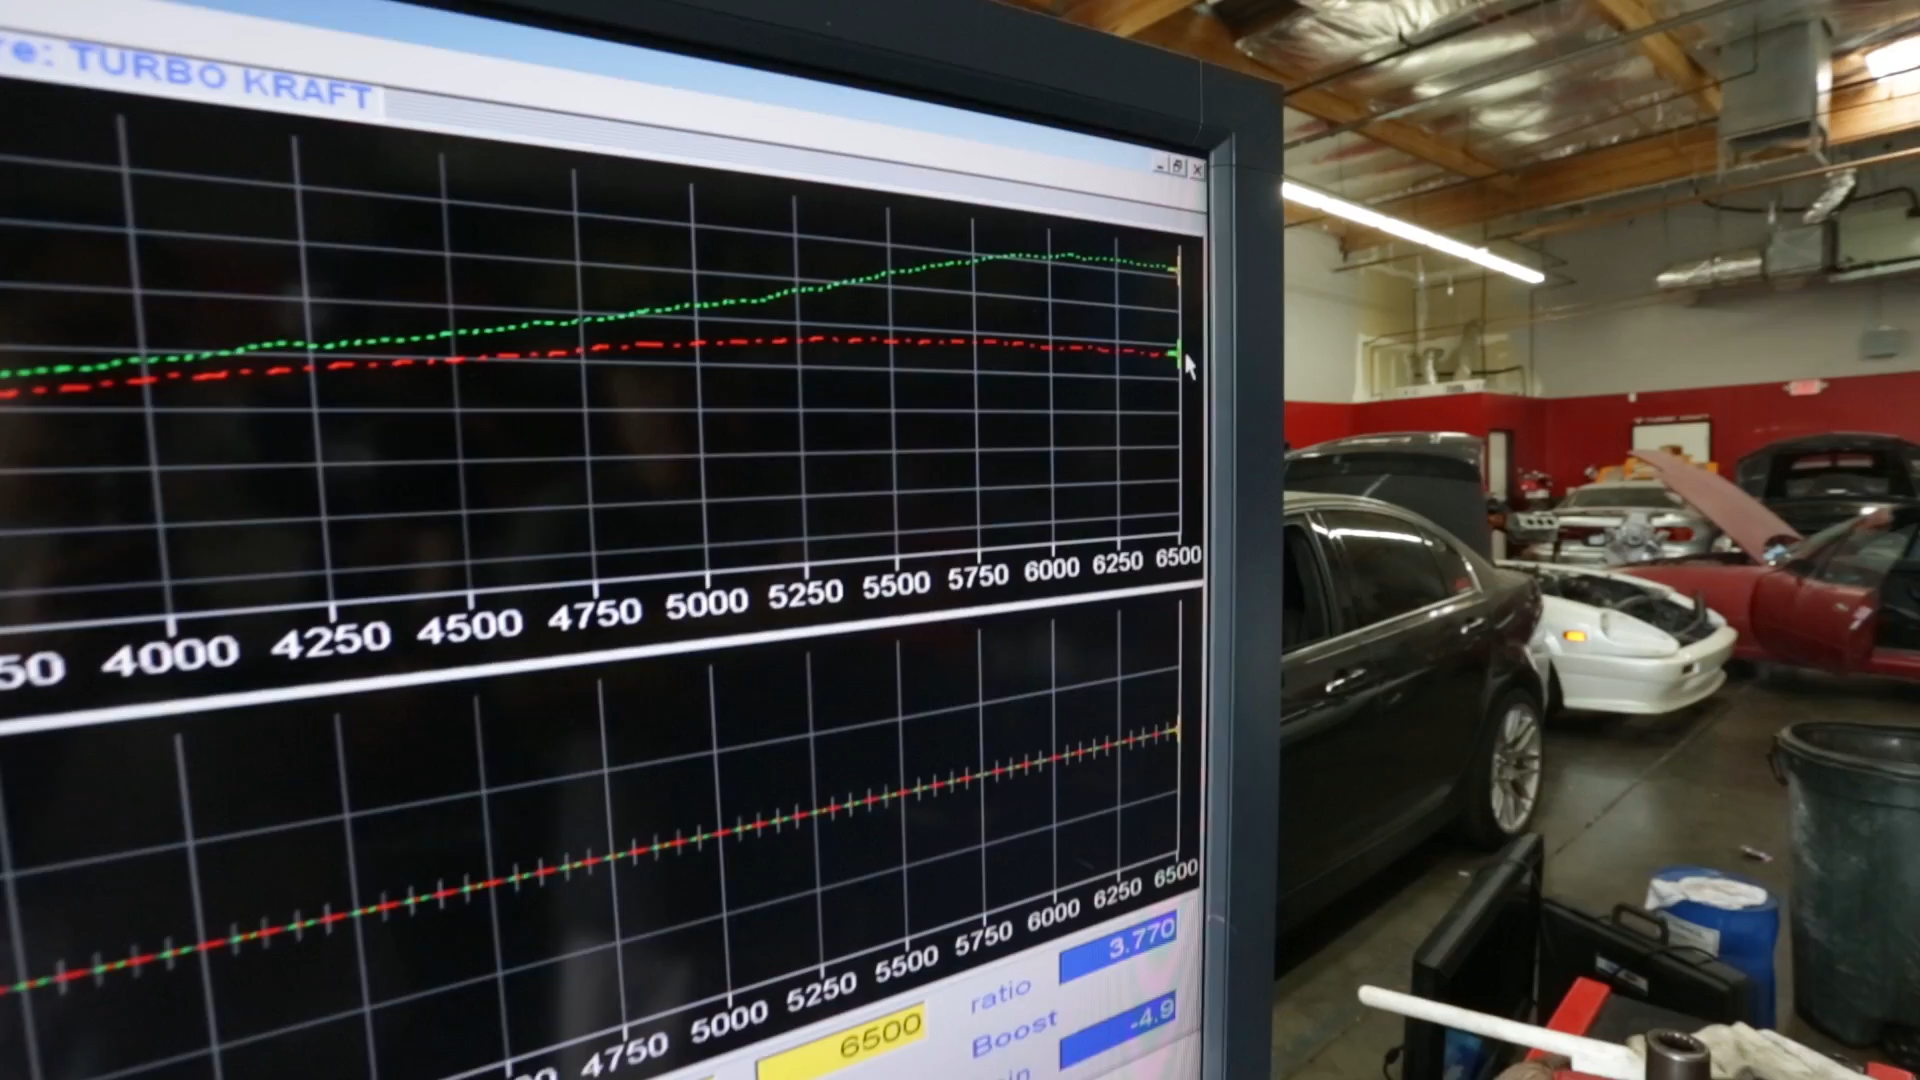 re: TURBO KRAFT
50 4000 4250 4500 4750 5000 5250 5500 5750 6000 6250 6500
4750 5000 5250 5500 5750 6000 6250 6500
ratio 3.770
6500 Boost -4.9